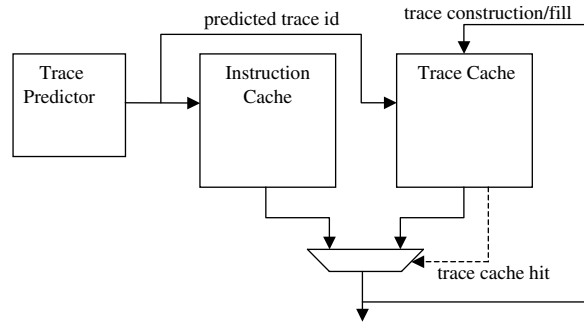 predicted trace id
trace construction/fill
Trace
Predictor
Instruction
Cache
Trace Cache
trace cache hit